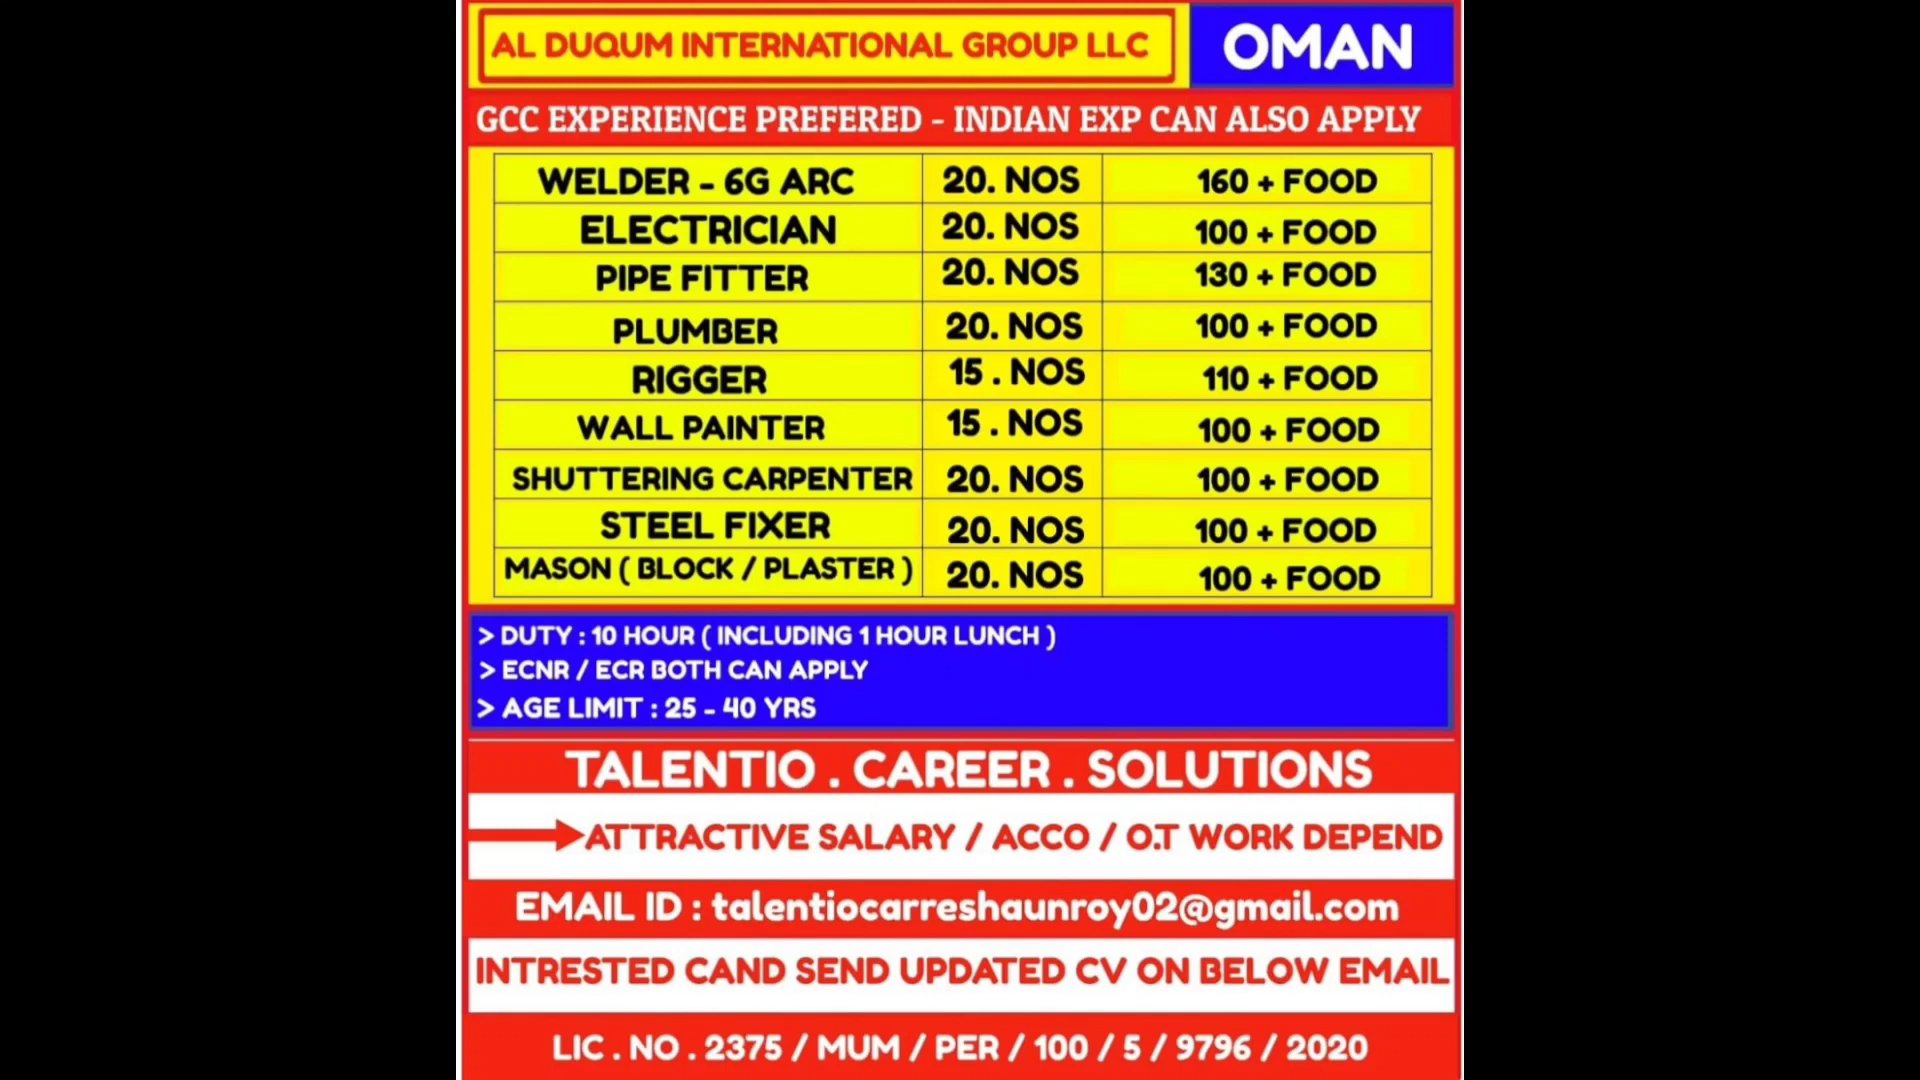 AL DUQUM INTERNATIONAL GROUP LLC OMAN
GCC EXPERIENCE PREFERED - INDIAN EXP CAN ALSO APPLY
WELDER - 6G ARC 20. NOS 160 + FOOD
ELECTRICIAN 20. NOS 100 + FOOD
PIPE FITTER 20. NOS 130 + FOOD
PLUMBER 20. NOS 100 + FOOD
RIGGER 15 . NOS 110 + FOOD
WALL PAINTER 15 . NOS 100 + FOOD
SHUTTERING CARPENTER 20. NOS 100 + FOOD
STEEL FIXER 20. NOS 100 + FOOD
MASON ( BLOCK / PLASTER ) 20. NOS 100 + FOOD
> DUTY : 10 HOUR ( INCLUDING 1 HOUR LUNCH )
> ECNR / ECR BOTH CAN APPLY
> AGE LIMIT : 25 - 40 YRS
TALENTIO . CAREER . SOLUTIONS
ATTRACTIVE SALARY / ACCO / O.T WORK DEPEND
EMAIL ID : talentiocarreshaunroy02@gmail.com
INTRESTED CAND SEND UPDATED CV ON BELOW EMAIL
LIC . NO . 2375 / MUM / PER / 100 / 5 / 9796 / 2020